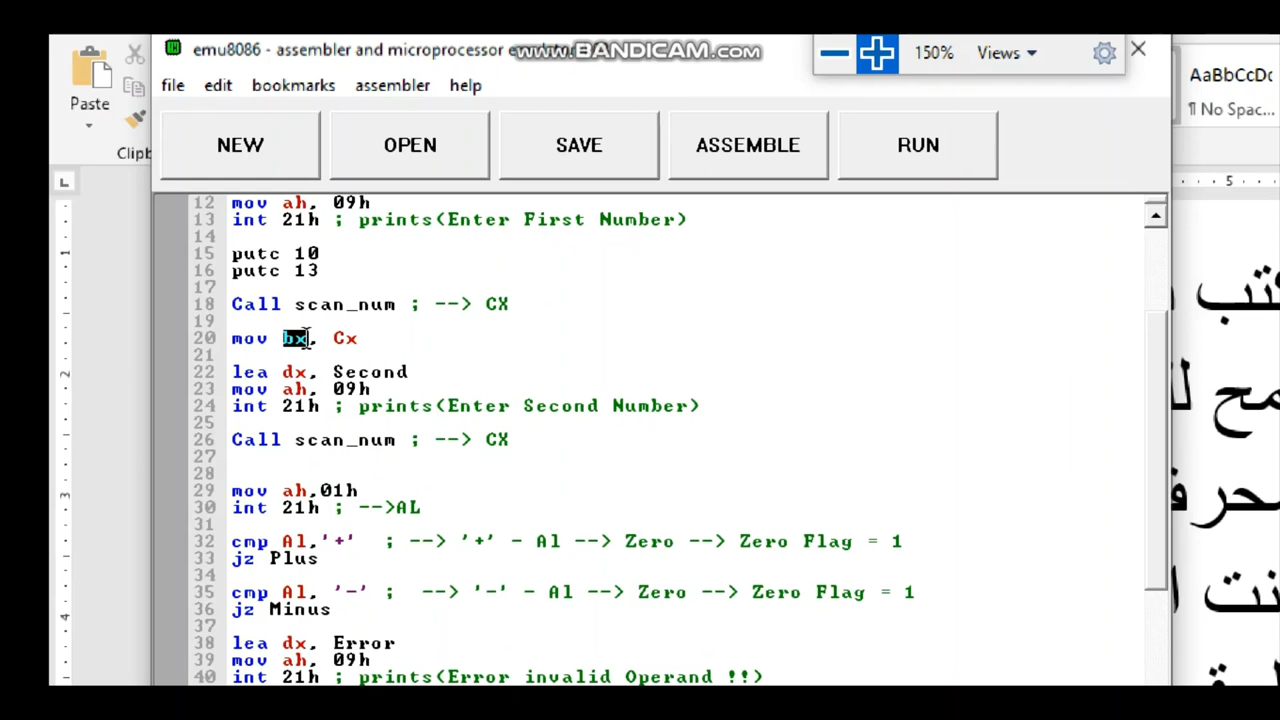 emu8086 - assembler and microprocessor
www.BANDICAM.com
150% Views
AaBbCcDc
¶ No Spac...
Paste
file edit bookmarks assembler help
NEW OPEN SAVE ASSEMBLE RUN
L
5
1
2
3
4
12 mov ah, 09h
13 int 21h ; prints(Enter First Number)
14
15 putc 10
16 putc 13
17
18 Call scan_num ; --> CX
19
20 mov bx, Cx
21
22 lea dx, Second
23 mov ah, 09h
24 int 21h ; prints(Enter Second Number)
25
26 Call scan_num ; --> CX
27
28
29 mov ah,01h
30 int 21h ; -->AL
31
32 cmp Al,'+' ; --> '+' - Al --> Zero --> Zero Flag = 1
33 jz Plus
34
35 cmp Al, '-' ; --> '-' - Al --> Zero --> Zero Flag = 1
36 jz Minus
37
38 lea dx, Error
39 mov ah, 09h
40 int 21h ; prints(Error invalid Operand !!)